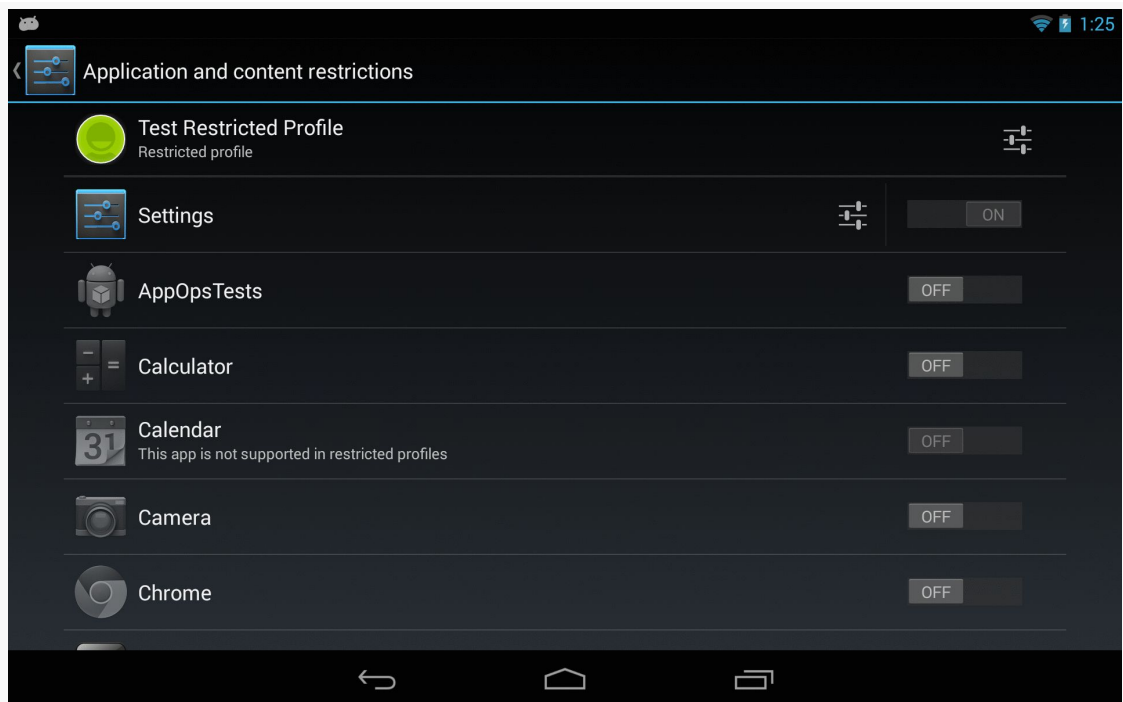 1:25
Application and content restrictions
Test Restricted Profile
Restricted profile
Settings
ON
AppOpsTests
OFF
Calculator
OFF
31
Calendar
This app is not supported in restricted profiles
OFF
Camera
OFF
Chrome
OFF